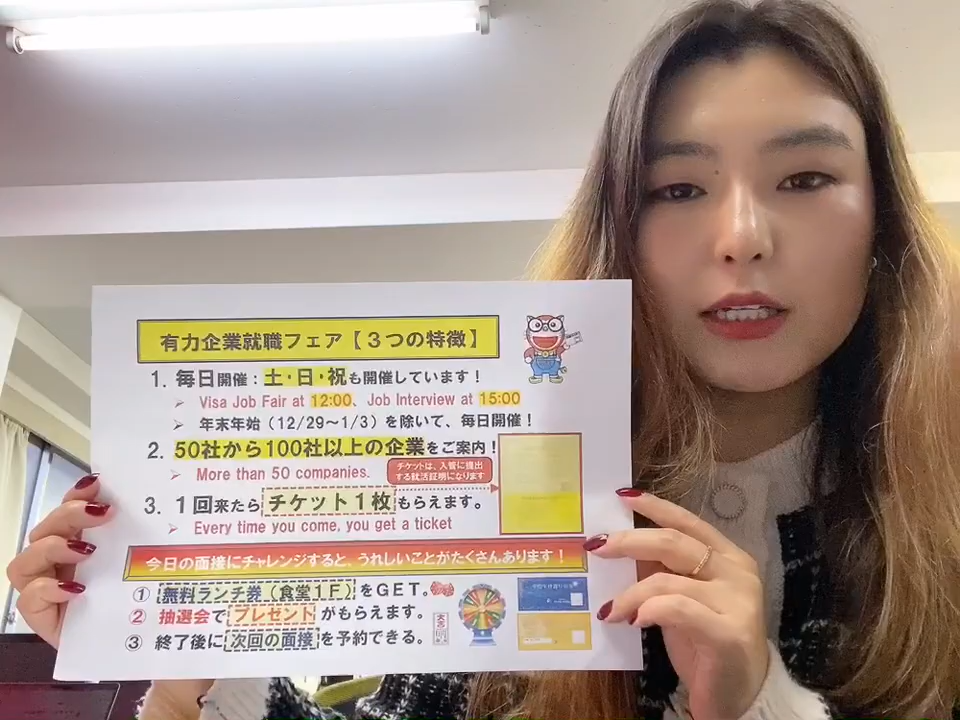 有力企業就職フェア【３つの特徴】
1. 毎日開催：土・日・祝も開催しています！
➢ Visa Job Fair at 12:00、Job Interview at 15:00
➢ 年末年始（12/29～1/3）を除いて、毎日開催！
2. 50社から100社以上の企業をご案内！
➢ More than 50 companies.
チケットは、入管に提出
する就活証明になります
3. １回来たらチケット１枚もらえます。
➢ Every time you come, you get a ticket
今日の面接にチャレンジすると、うれしいことがたくさんあります！
① 無料ランチ券（食堂１F）をGET。
② 抽選会でプレゼントがもらえます。
③ 終了後に次回の面接を予約できる。